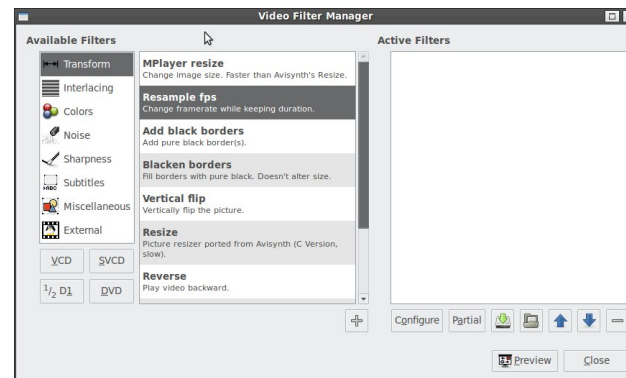 Video Filter Manager
Available Filters
Active Filters
Transform
Interlacing
Colors
Noise
Sharpness
Subtitles
Miscellaneous
External
VCD
SVCD
1/2 D1
DVD
MPlayer resize
Change image size. Faster than Avisynth's Resize.
Resample fps
Change framerate while keeping duration.
Add black borders
Add pure black border(s).
Blacken borders
Fill borders with pure black. Doesn't alter size.
Vertical flip
Vertically flip the picture.
Resize
Picture resizer ported from Avisynth (C Version,
slow).
Reverse
Play video backward.
Configure
Partial
Preview
Close